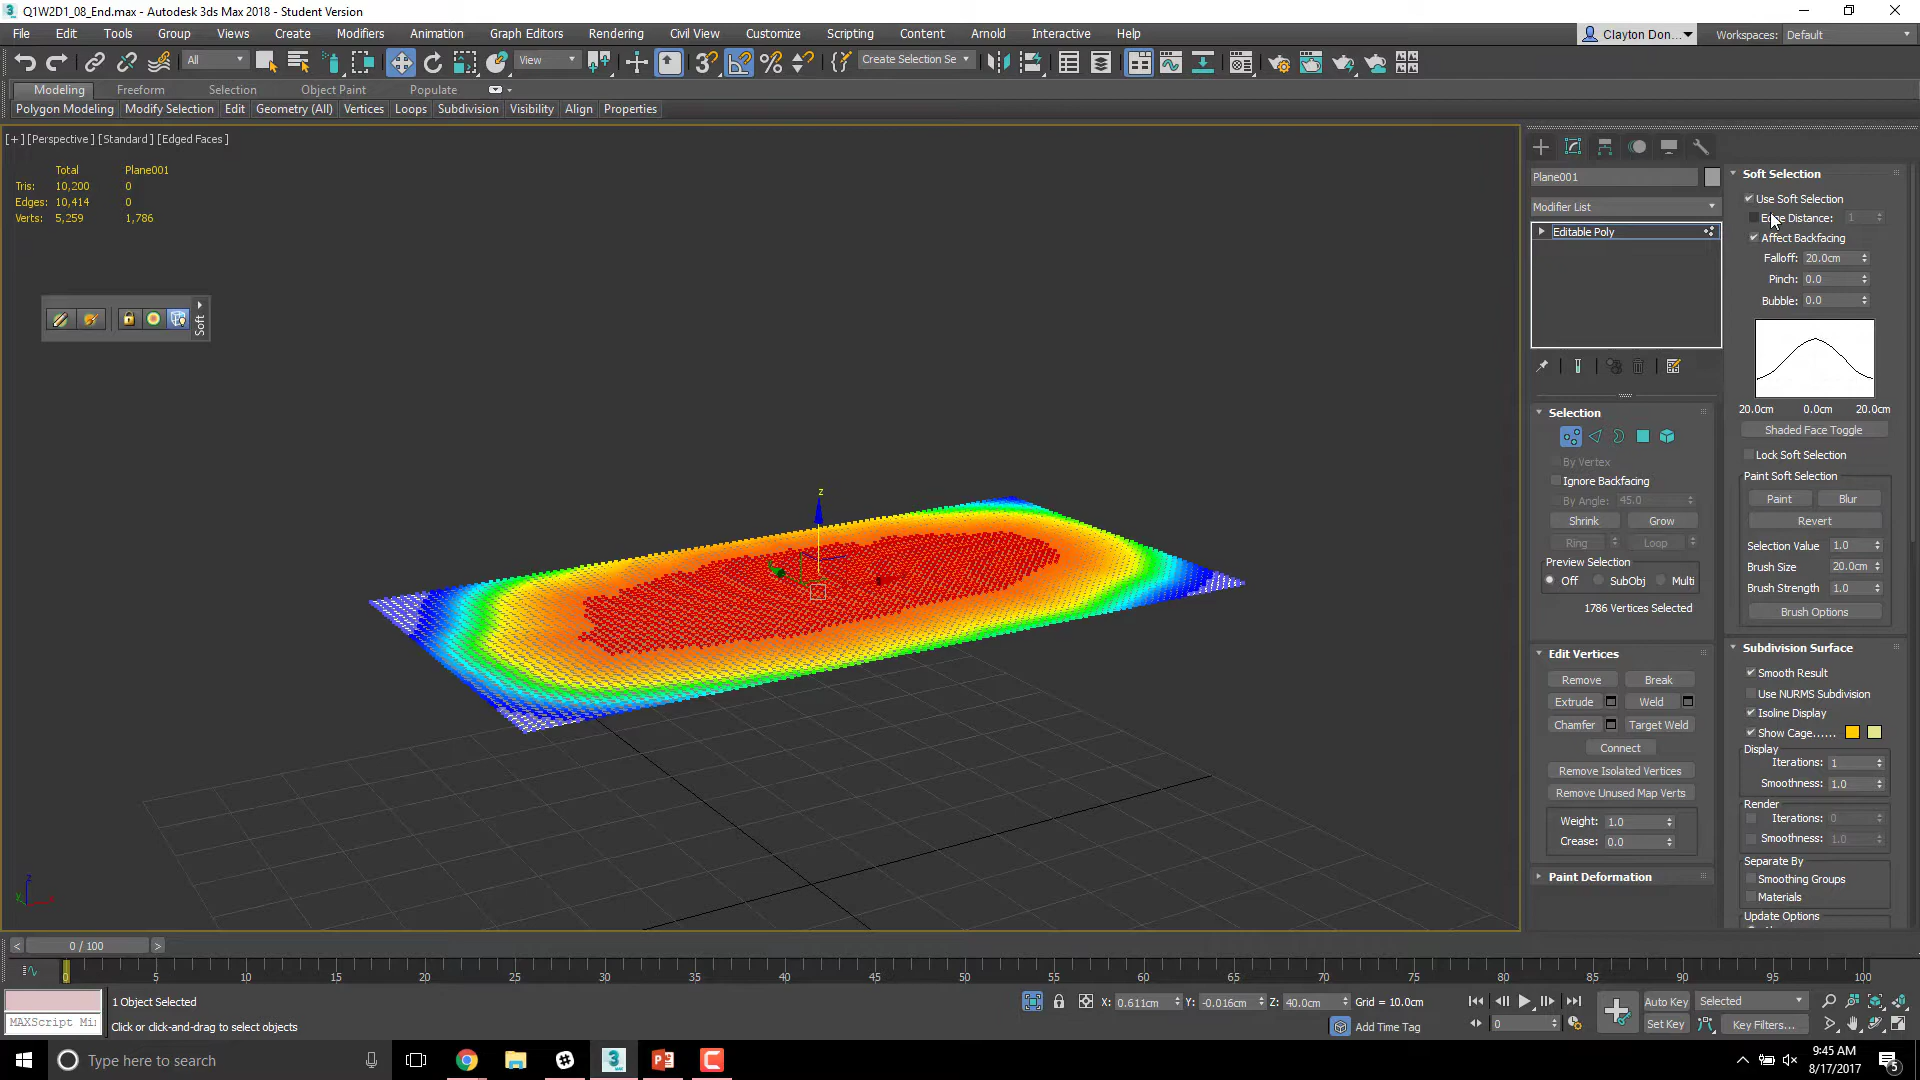 Q1W2D1_08_End.max - Autodesk 3ds Max 2018 - Student Version
File Edit Tools Group Views Create Modifiers Animation Graph Editors Rendering Civil View Customize Scripting Content Arnold Interactive Help
Clayton Don... Workspaces: Default
All View Create Selection Se
Modeling Freeform Selection Object Paint Populate
Polygon Modeling Modify Selection Edit Geometry (All) Vertices Loops Subdivision Visibility Align Properties
[+] [Perspective] [Standard] [Edged Faces]
Total Plane001
Tris: 10,200 0
Edges: 10,414 0
Verts: 5,259 1,786
Soft
z
Plane001
Modifier List
Editable Poly
Selection
By Vertex
Ignore Backfacing
By Angle: 45.0
Shrink Grow
Ring Loop
Preview Selection
Off SubObj Multi
1786 Vertices Selected
Edit Vertices
Remove Break
Extrude Weld
Chamfer Target Weld
Connect
Remove Isolated Vertices
Remove Unused Map Verts
Weight: 1.0
Crease: 0.0
Paint Deformation
Soft Selection
Use Soft Selection
Edge Distance: 1
Affect Backfacing
Falloff: 20.0cm
Pinch: 0.0
Bubble: 0.0
20.0cm 0.0cm 20.0cm
Shaded Face Toggle
Lock Soft Selection
Paint Soft Selection
Paint Blur
Revert
Selection Value 1.0
Brush Size 20.0cm
Brush Strength 1.0
Brush Options
Subdivision Surface
Smooth Result
Use NURMS Subdivision
Isoline Display
Show Cage......
Display
Iterations: 1
Smoothness: 1.0
Render
Iterations: 0
Smoothness: 1.0
Separate By
Smoothing Groups
Materials
Update Options
< 0 / 100 >
0 5 10 15 20 25 30 35 40 45 50 55 60 65 70 75 80 85 90 95 100
1 Object Selected
MAXScript Mi
Click or click-and-drag to select objects
X: 0.611cm Y: -0.016cm Z: 40.0cm Grid = 10.0cm
Add Time Tag
0
Auto Key Selected
Set Key Key Filters...
Type here to search
9:45 AM
8/17/2017
5